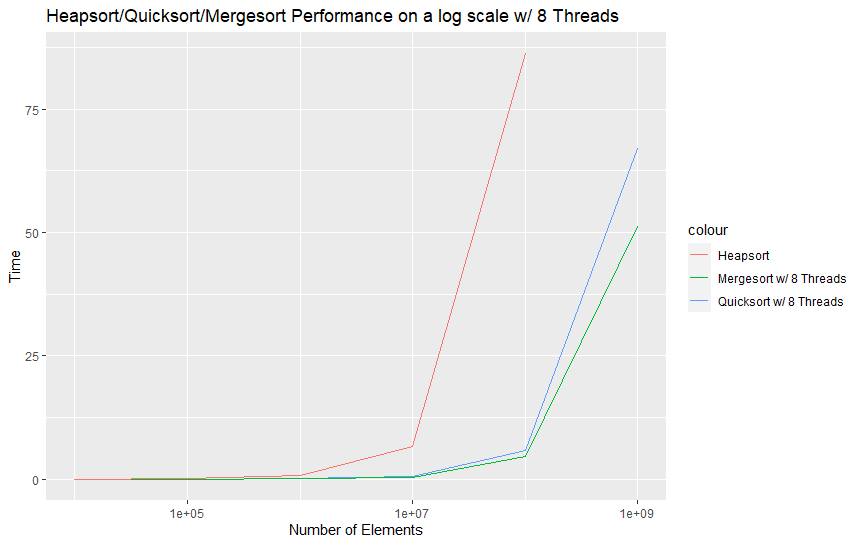 Heapsort/Quicksort/Mergesort Performance on a log scale w/ 8 Threads
Time
75
50
25
0
1e+05
1e+07
1e+09
Number of Elements
colour
Heapsort
Mergesort w/ 8 Threads
Quicksort w/ 8 Threads